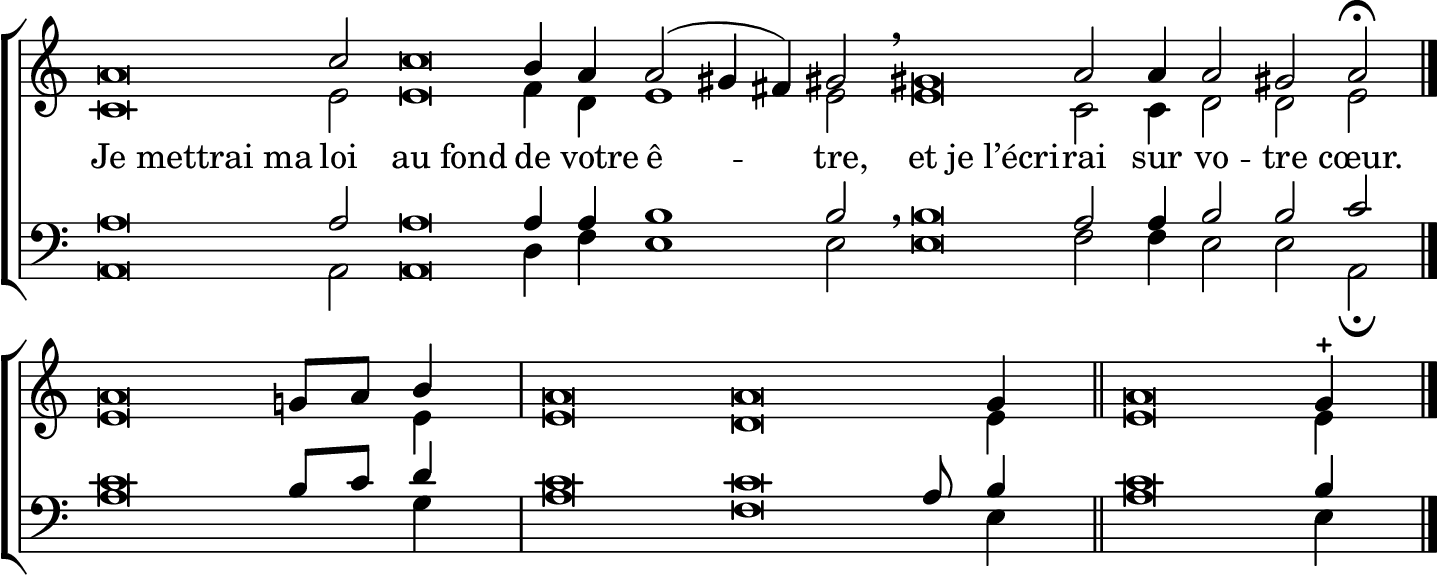 Je mettrai ma loi au fond de votre ê - tre, et je l’écrirai sur vo - tre cœur.